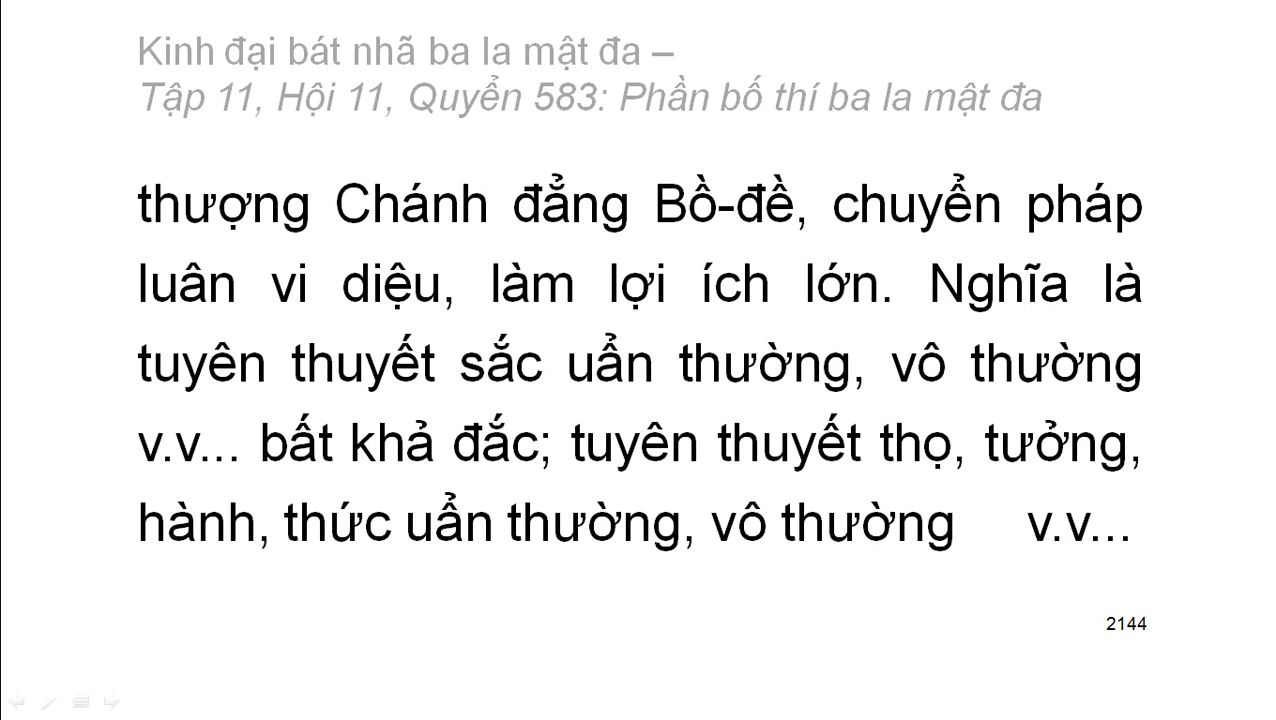 Kinh đại bát nhã ba la mật đa –
Tập 11, Hội 11, Quyển 583: Phần bố thí ba la mật đa
thượng Chánh đẳng Bồ-đề, chuyển pháp
luân vi diệu, làm lợi ích lớn. Nghĩa là
tuyên thuyết sắc uẩn thường, vô thường
v.v... bất khả đắc; tuyên thuyết thọ, tưởng,
hành, thức uẩn thường, vô thường v.v...
2144